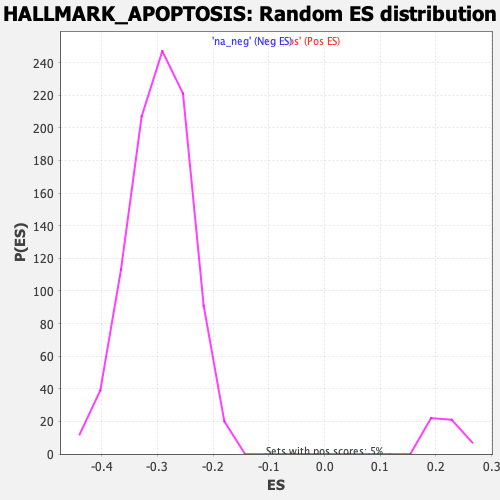 HALLMARK_APOPTOSIS: Random ES distribution
'na_neg' (Neg ES) (Pos ES)
240
220
200
180
160
140
120
100
80
60
40
20
0
P(ES)
Sets with pos scores: 5%
-0.4 -0.3 -0.2 -0.1 0.0 0.1 0.2 0.3
ES